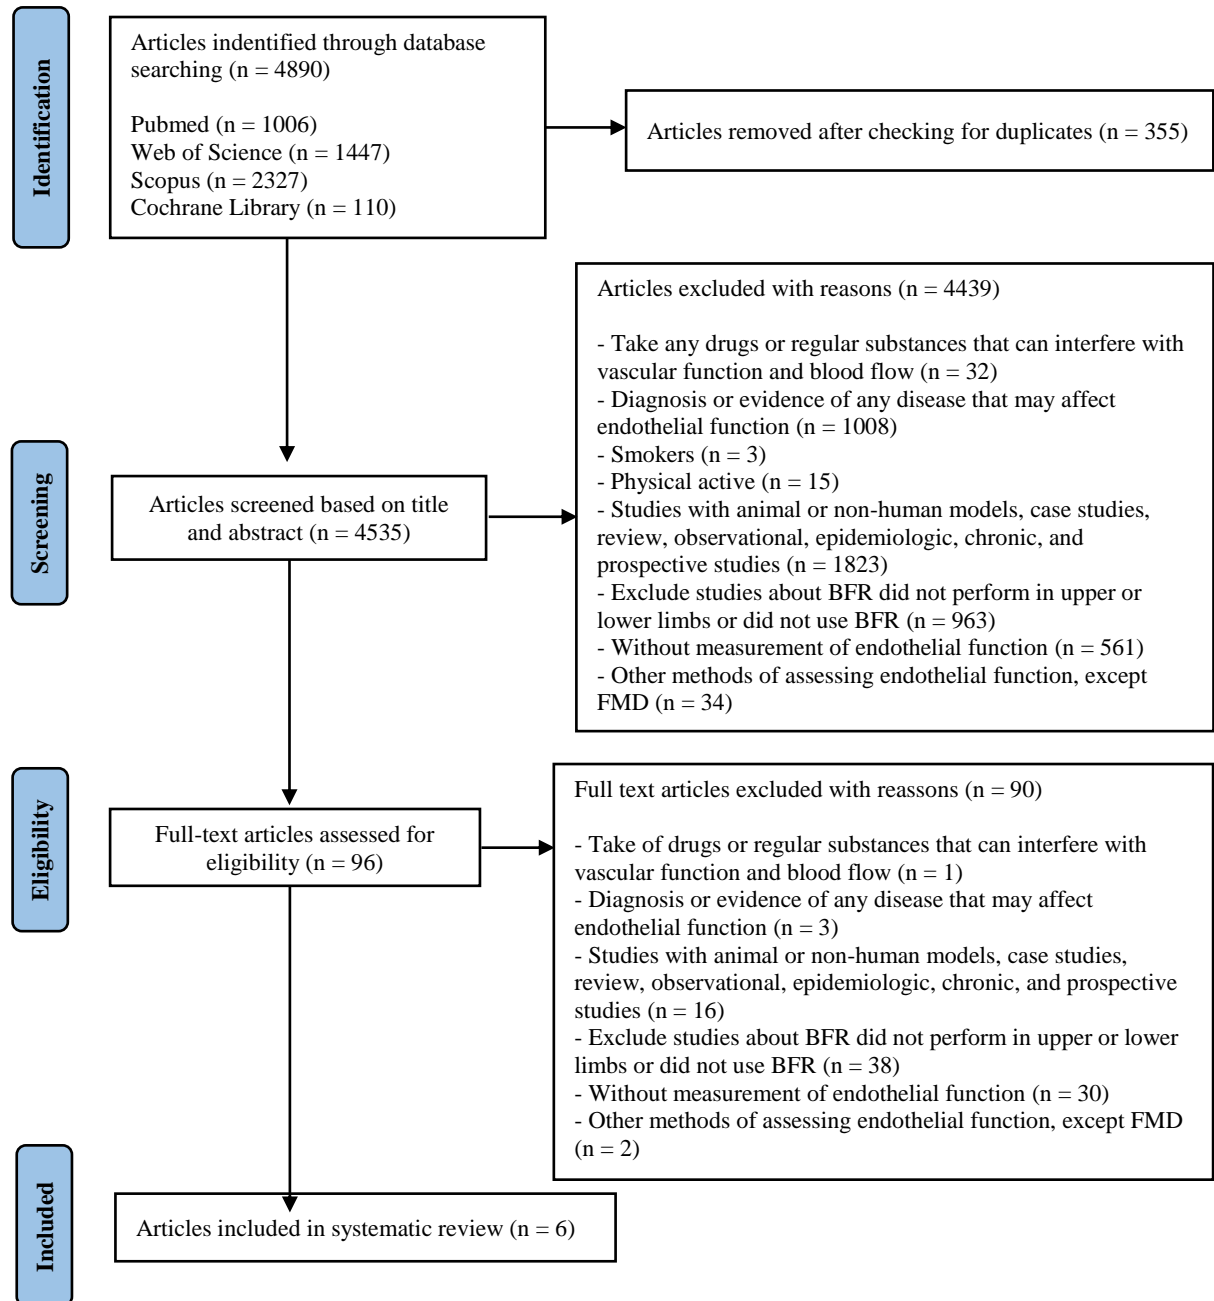 Identification
Articles indentified through database
searching (n = 4890)
Pubmed (n = 1006)
Web of Science (n = 1447)
Scopus (n = 2327)
Cochrane Library (n = 110)
Articles removed after checking for duplicates (n = 355)
Screening
Articles screened based on title
and abstract (n = 4535)
Articles excluded with reasons (n = 4439)
- Take any drugs or regular substances that can interfere with
vascular function and blood flow (n = 32)
- Diagnosis or evidence of any disease that may affect
endothelial function (n = 1008)
- Smokers (n = 3)
- Physical active (n = 15)
- Studies with animal or non-human models, case studies,
review, observational, epidemiologic, chronic, and
prospective studies (n = 1823)
- Exclude studies about BFR did not perform in upper or
lower limbs or did not use BFR (n = 963)
- Without measurement of endothelial function (n = 561)
- Other methods of assessing endothelial function, except
FMD (n = 34)
Eligibility
Full-text articles assessed for
eligibility (n = 96)
Full text articles excluded with reassons (n = 90)
- Take of drugs or regular substances that can interfere with
vascular function and blood flow (n = 1)
- Diagnosis or evidence of any disease that may affect
endothelial function (n = 3)
- Studies with animal or non-human models, case studies,
review, observational, epidemiologic, chronic, and prospective
studies (n = 16)
- Exclude studies about BFR did not perform in upper or lower
limbs or did not use BFR (n = 38)
- Without measurement of endothelial function (n = 30)
- Other methods of assessing endothelial function, except FMD
(n = 2)
Included
Articles included in systematic review (n = 6)